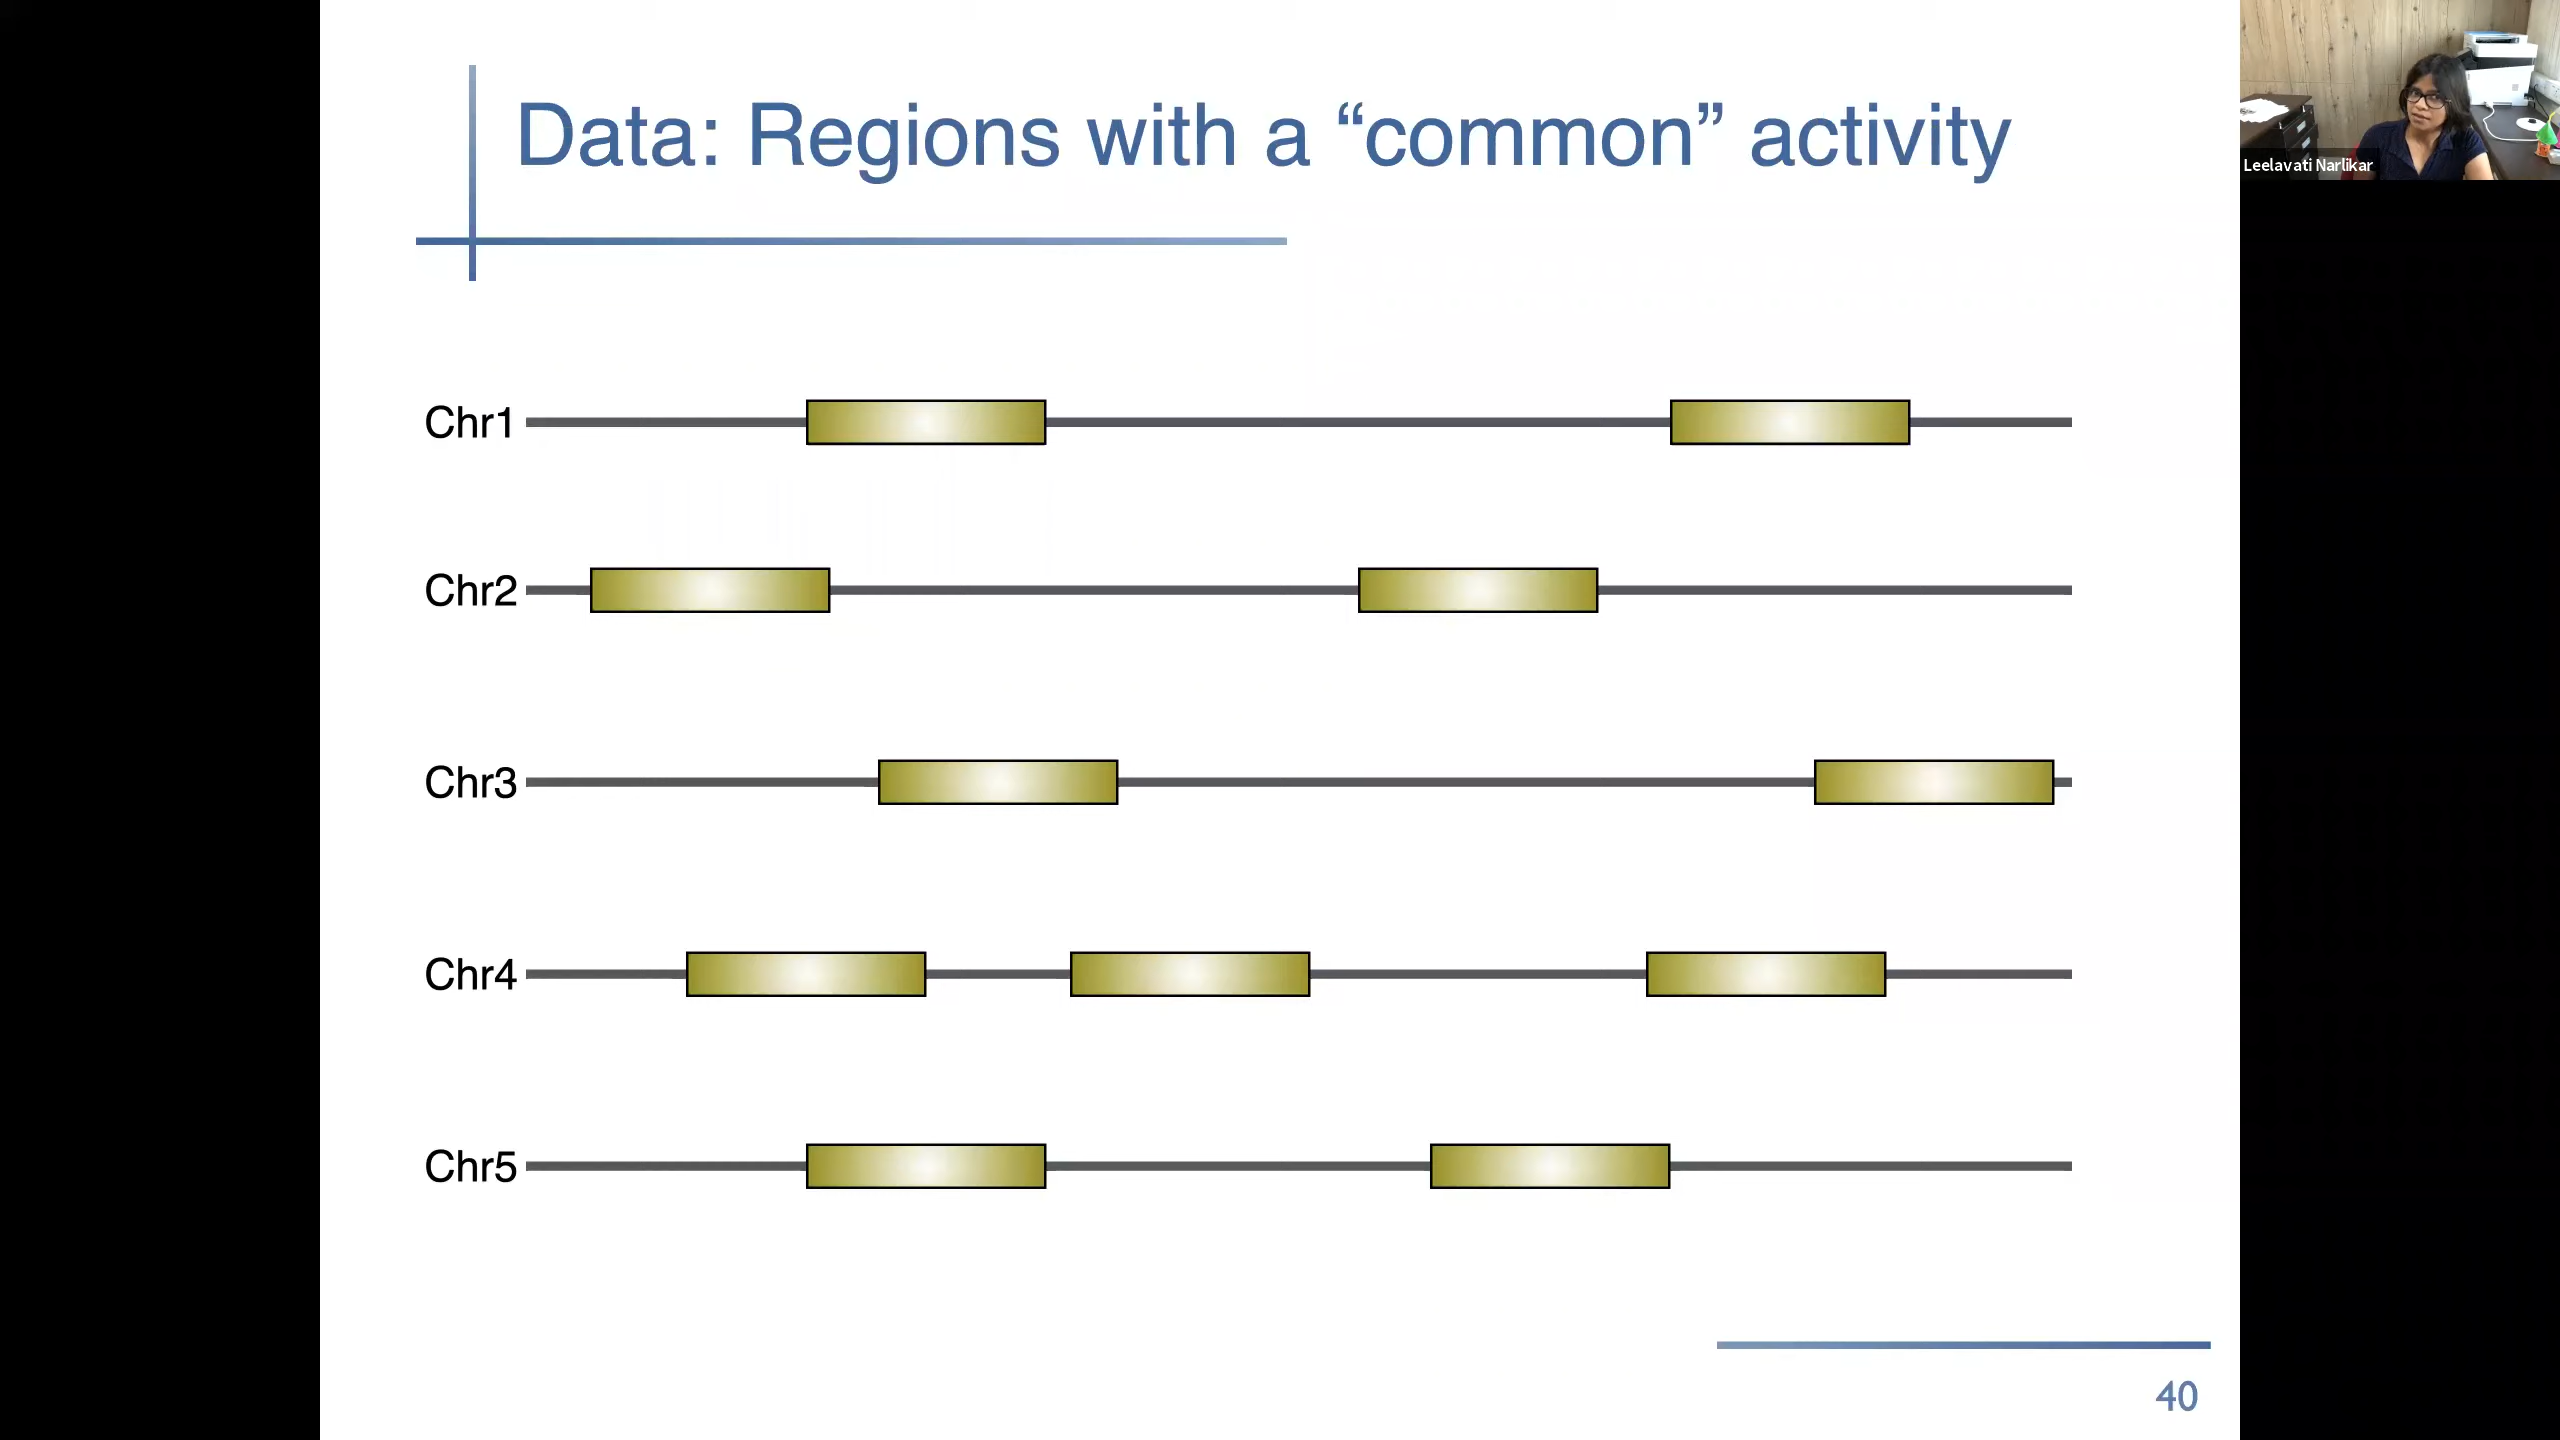 Data: Regions with a “common” activity
Leelavati Narlikar
Chr1
Chr2
Chr3
Chr4
Chr5
40